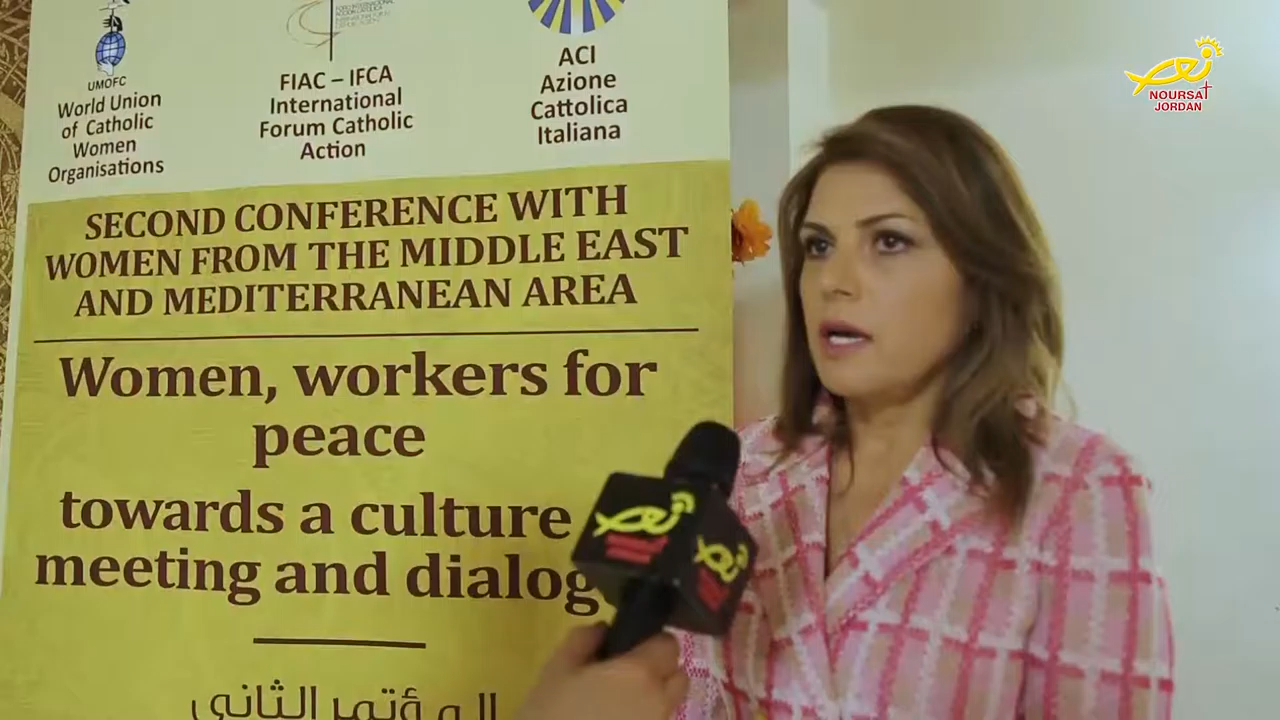 UMOFC
World Union
of Catholic
Women
Organisations
FIAC – IFCA
International
Forum Catholic
Action
ACI
Azione
Cattolica
Italiana
NOURSAT
JORDAN
SECOND CONFERENCE WITH
WOMEN FROM THE MIDDLE EAST
AND MEDITERRANEAN AREA
Women, workers for
peace
towards a culture
meeting and dialog
المؤتمر الثاني